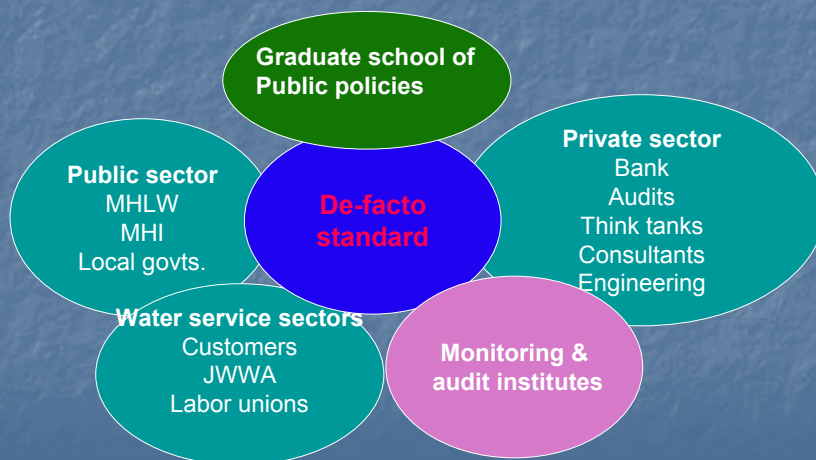 Graduate school of
Public policies
Public sector
MHLW
MHI
Local govts.
De-facto
standard
Private sector
Bank
Audits
Think tanks
Consultants
Engineering
Water service sectors
Customers
JWWA
Labor unions
Monitoring &
audit institutes